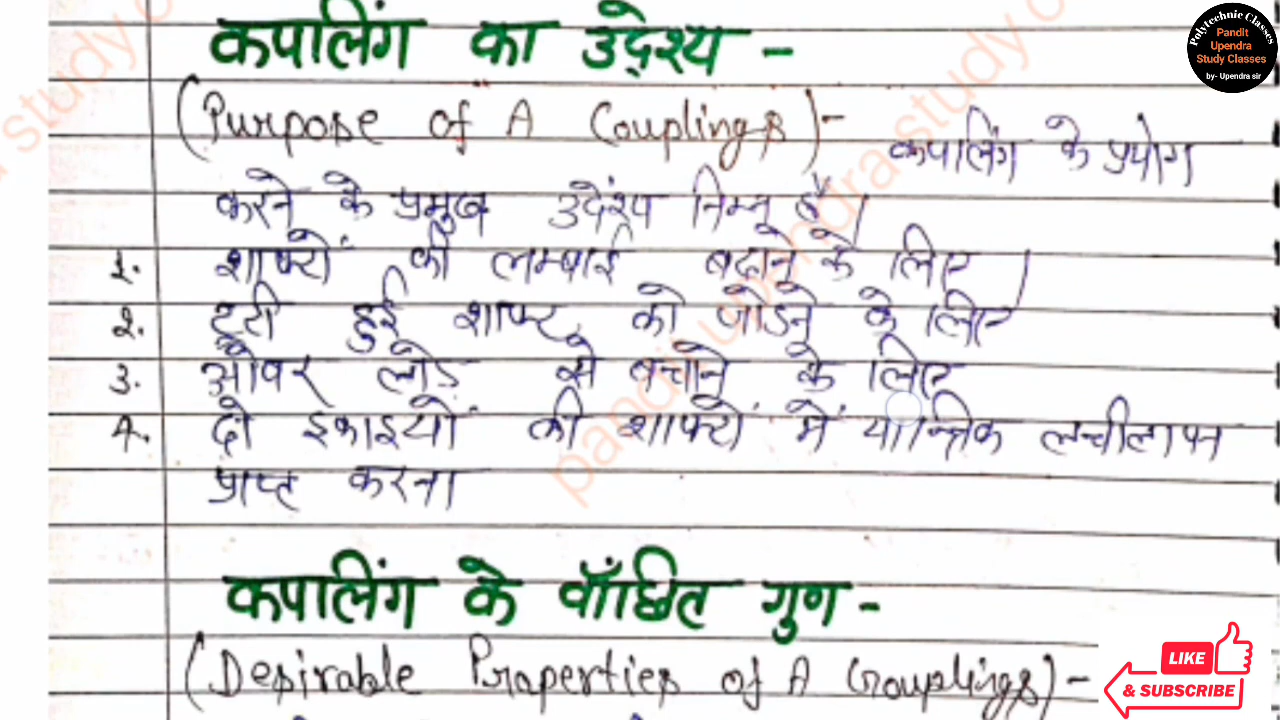 कपलिंग का उद्देश्य -
(Purpose of A Couplings)- कपलिंग के प्रयोग
करने के प्रमुख उदेंश्य निम्न है।
1. शाफ्टों की लम्बाई बढाने के लिए।
2. टूटी हुई शाफ्ट को जोडने के लिए
3. ओवर लोड से बचाने के लिए
4. दो इकाइयों की शाफ्टों में यान्त्रिक लचीलापन
प्राप्त करना
कपलिंग के वाँछित गुण -
(Desirable Properties of A Couplings)-
Polytechnic Classes
Pandit
Upendra
Study Classes
by- Upendra sir
LIKE
& SUBSCRIBE